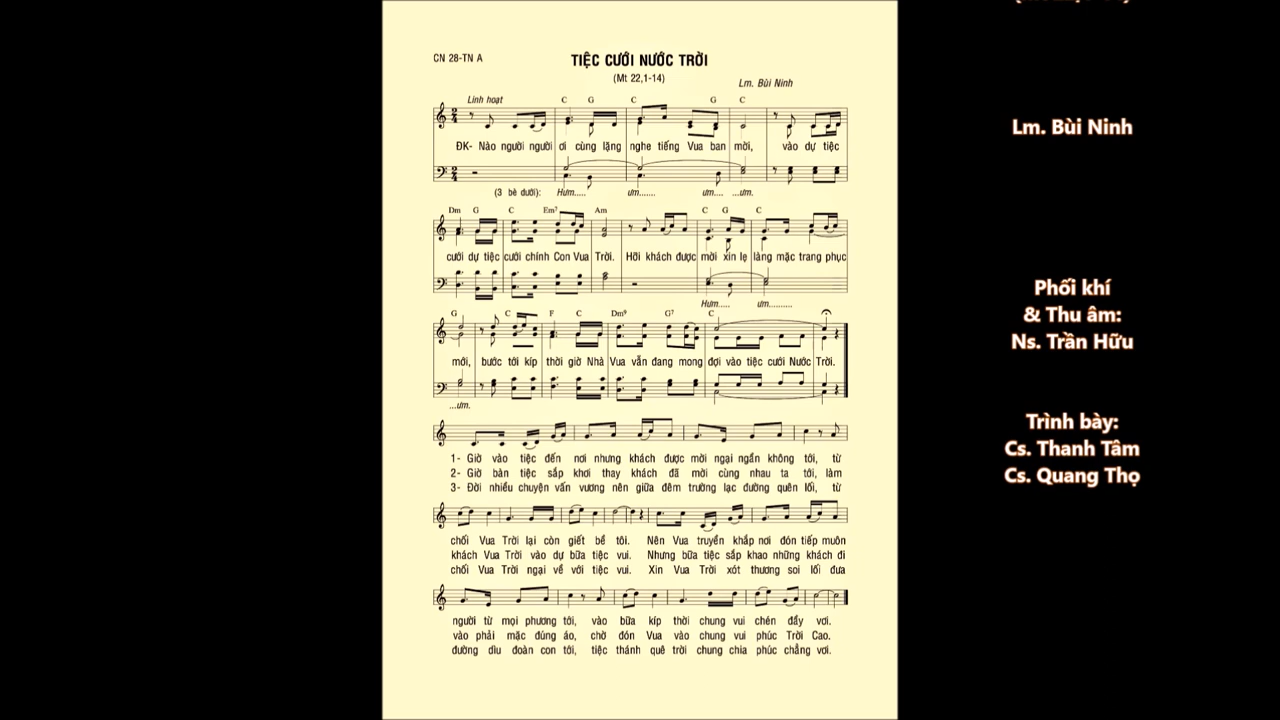 CN 28-TN A
TIỆC CƯỚI NƯỚC TRỜI
(Mt 22,1-14)
Lm. Bùi Ninh
Linh hoạt
C G C G C
ĐK- Nào người người ơi cùng lặng nghe tiếng Vua ban mời, vào dự tiệc
(3 bè dưới): Hưm..... ưm....... ưm.... ...ưm.
Dm G C Em7 Am C G C
cưới dự tiệc cưới chính Con Vua Trời. Hỡi khách được mời xin lẹ làng mặc trang phục
Hưm..... ưm..........
G C F C Dm9 G7 C
mới, bước tới kíp thời giờ Nhà Vua vẫn đang mong đợi vào tiệc cưới Nước Trời.
...ưm.
1- Giờ vào tiệc đến nơi nhưng khách được mời ngại ngần không tới, từ
2- Giờ bàn tiệc sắp khơi thay khách đã mời cùng nhau ta tới, làm
3- Đời nhiều chuyện vấn vương nên giữa đêm trường lạc đường quên lối, từ
chối Vua Trời lại còn giết bề tôi. Nên Vua truyền khắp nơi đón tiếp muôn
khách Vua Trời vào dự bữa tiệc vui. Nhưng bữa tiệc sắp khao những khách đi
chối Vua Trời ngại về với tiệc vui. Xin Vua Trời xót thương soi lối đưa
người từ mọi phương tới, vào bữa kíp thời chung vui chén đầy vơi.
vào phải mặc đúng áo, chờ đón Vua vào chung vui phúc Trời Cao.
đường dìu đoàn con tới, tiệc thánh quê trời chung chia phúc chẳng vơi.
Lm. Bùi Ninh
Phối khí
& Thu âm:
Ns. Trần Hữu
Trình bày:
Cs. Thanh Tâm
Cs. Quang Thọ